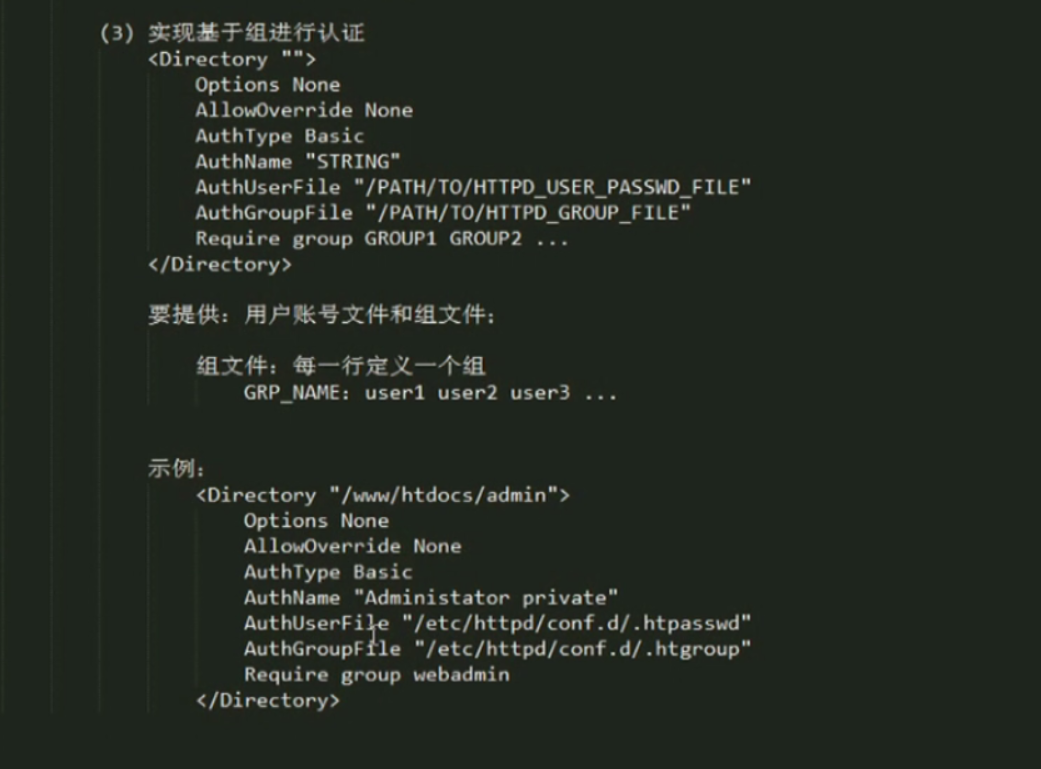 (3) 实现基于组进行认证
<Directory "">
Options None
AllowOverride None
AuthType Basic
AuthName "STRING"
AuthUserFile "/PATH/TO/HTTPD_USER_PASSWD_FILE"
AuthGroupFile "/PATH/TO/HTTPD_GROUP_FILE"
Require group GROUP1 GROUP2 ...
</Directory>
要提供：用户账号文件和组文件；
组文件：每一行定义一个组
GRP_NAME: user1 user2 user3 ...
示例：
<Directory "/www/htdocs/admin">
Options None
AllowOverride None
AuthType Basic
AuthName "Administator private"
AuthUserFile "/etc/httpd/conf.d/.htpasswd"
AuthGroupFile "/etc/httpd/conf.d/.htgroup"
Require group webadmin
</Directory>